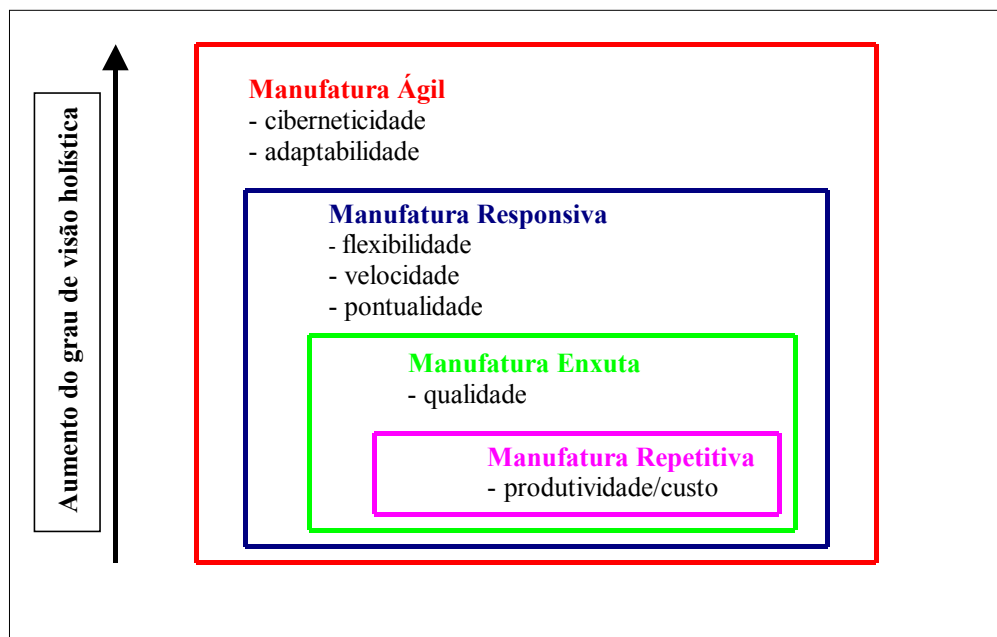 Aumento do grau de visão holística
Manufatura Ágil
- ciberneticidade
- adaptabilidade
Manufatura Responsiva
- flexibilidade
- velocidade
- pontualidade
Manufatura Enxuta
- qualidade
Manufatura Repetitiva
- produtividade/custo